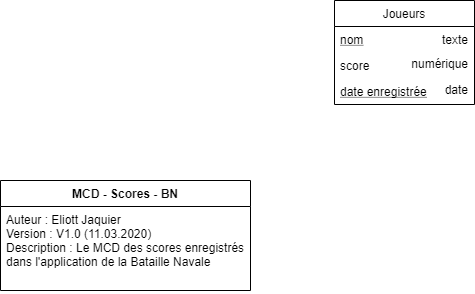 Joueurs
nom texte
score numérique
date enregistrée date
MCD - Scores - BN
Auteur : Eliott Jaquier
Version : V1.0 (11.03.2020)
Description : Le MCD des scores enregistrés
dans l'application de la Bataille Navale